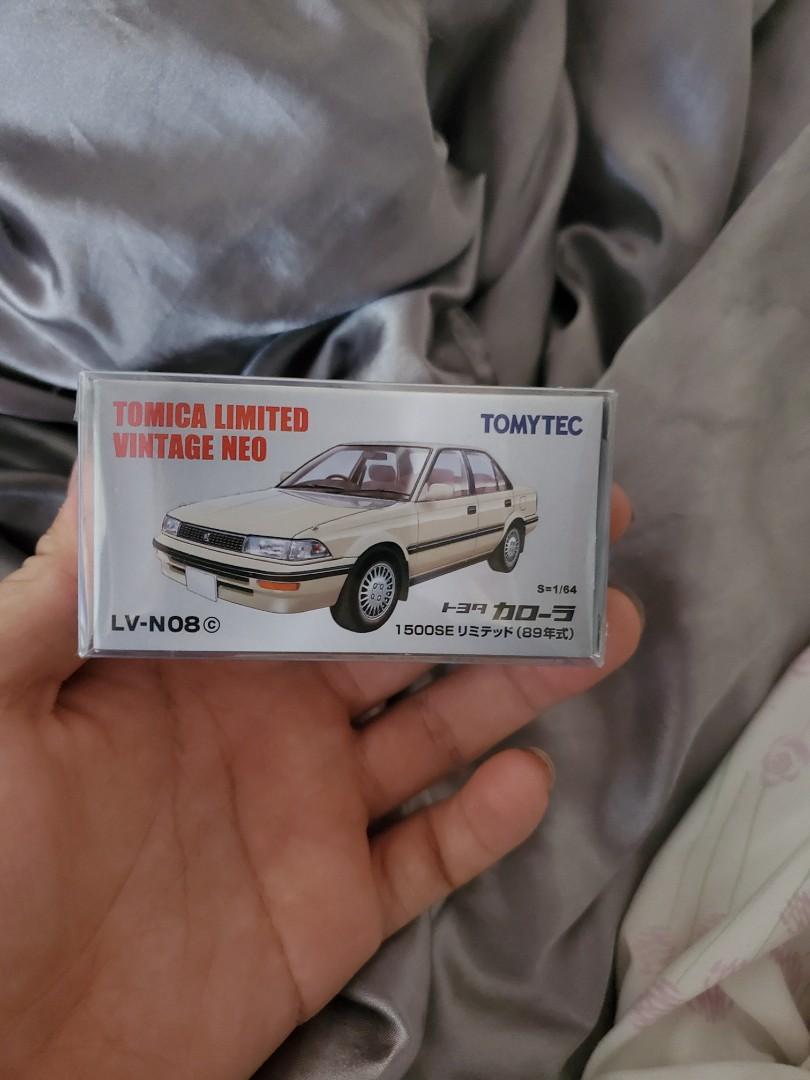 TOMICA LIMITED
VINTAGE NEO
TOMYTEC
S=1/64
トヨタ カローラ
1500SE リミテッド(89年式)
LV-N08ⓒ